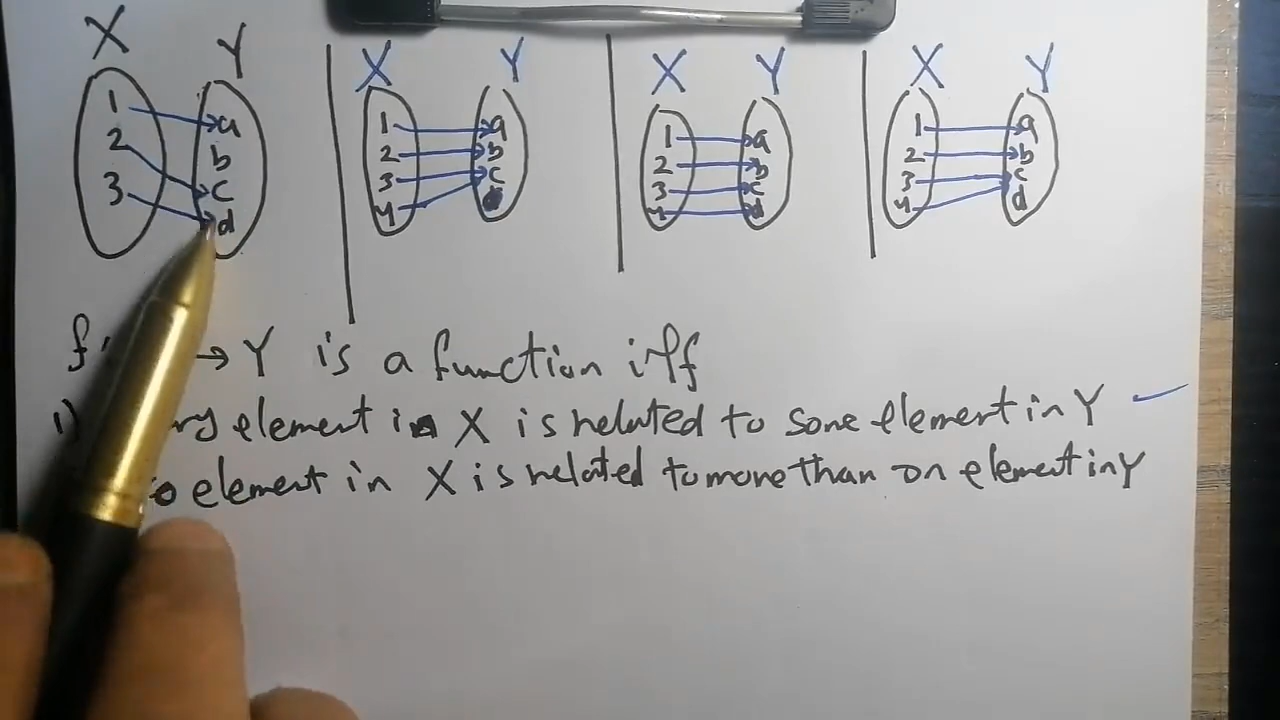 X Y X Y X Y X Y
1 a 1 a 1 a 1 a
2 b 2 b 2 b 2 b
3 c 3 c 3 c 3 c
d 4 4 d 4 d
f: → Y is a function iff
1) element in X is related to some element in Y
element in X is related to more than on element in Y